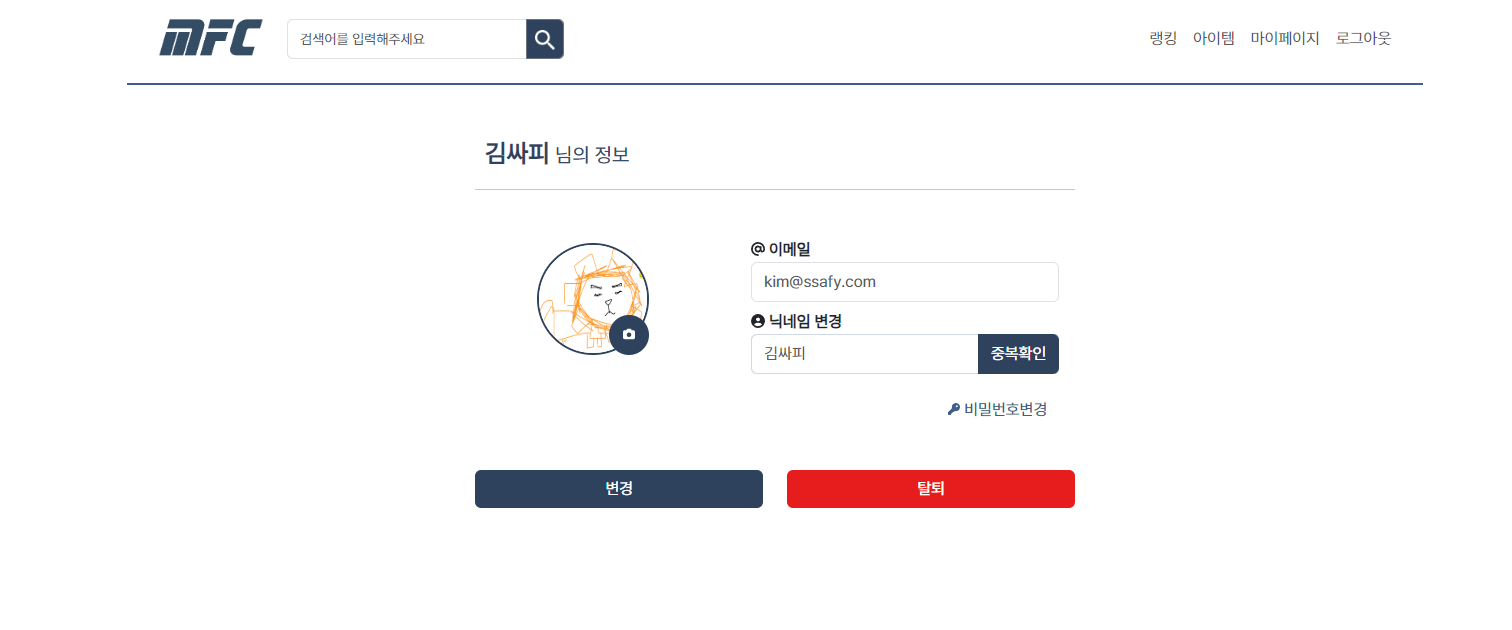 MFC 검색어를 입력해주세요 랭킹 아이템 마이페이지 로그아웃
김싸피 님의 정보
이메일
kim@ssafy.com
닉네임 변경
김싸피 중복확인
비밀번호변경
변경 탈퇴